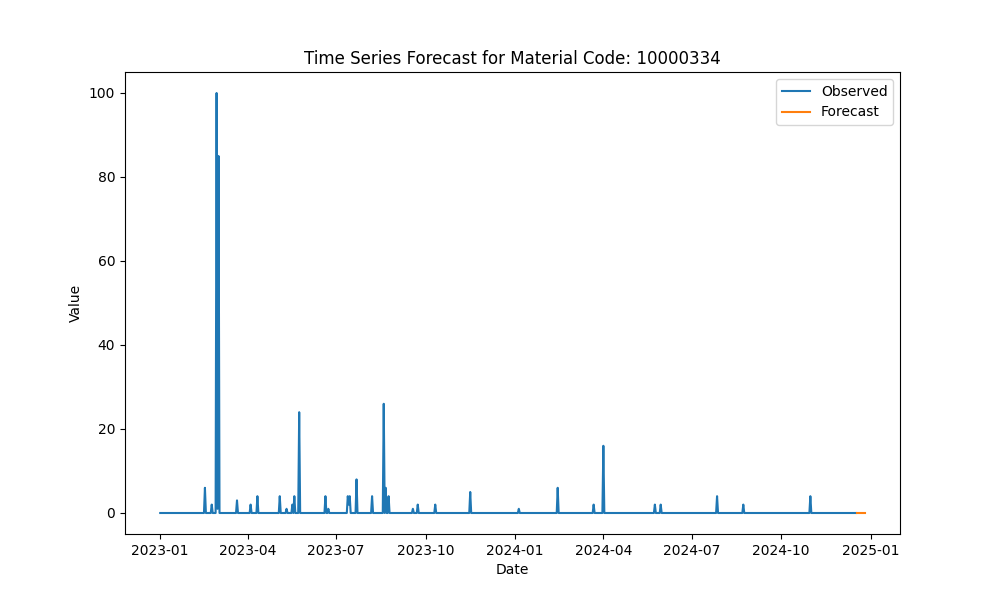 Time Series Forecast for Material Code: 10000334
Observed
Forecast
100
80
60
40
20
0
Value
2023-01 2023-04 2023-07 2023-10 2024-01 2024-04 2024-07 2024-10 2025-01
Date